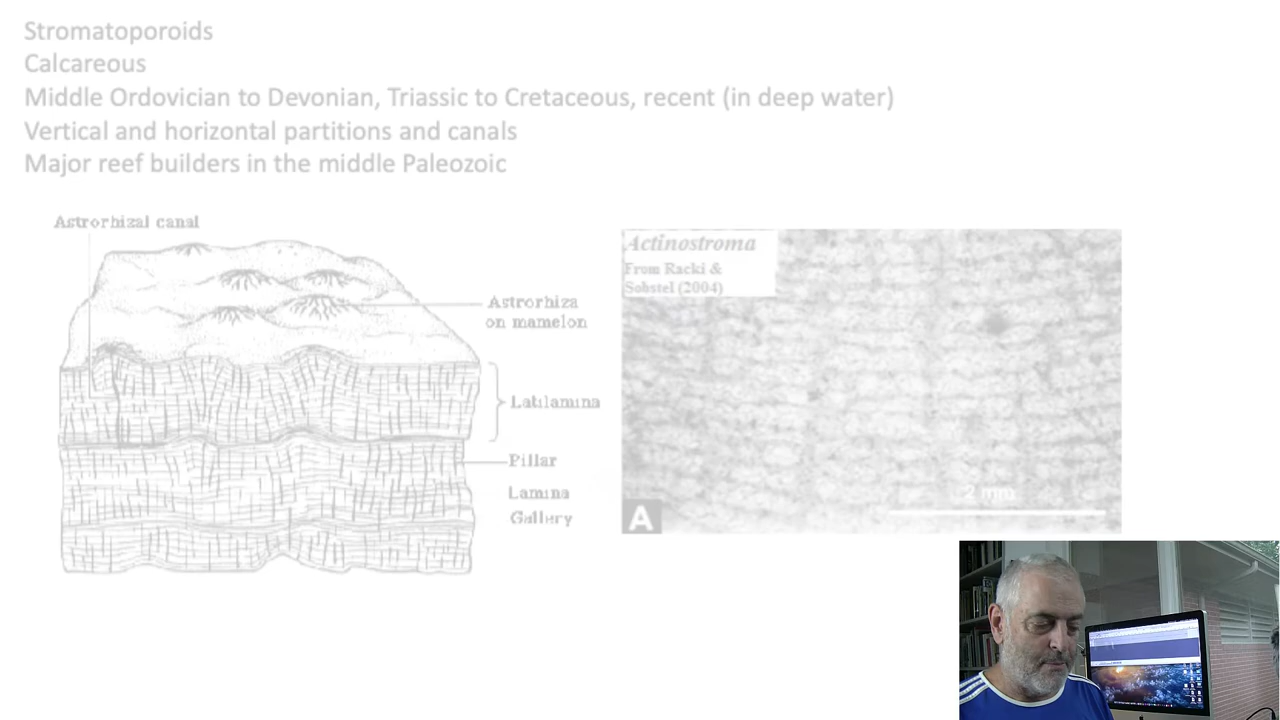 Stromatoporoids
Calcareous
Middle Ordovician to Devonian, Triassic to Cretaceous, recent (in deep water)
Vertical and horizontal partitions and canals
Major reef builders in the middle Paleozoic
Astrorhizal canal
Astrorhiza
on mamelon
Latilamina
Pillar
Lamina
Gallery
Actinostroma
From Racki &
Sobstel (2004)
2 mm
A